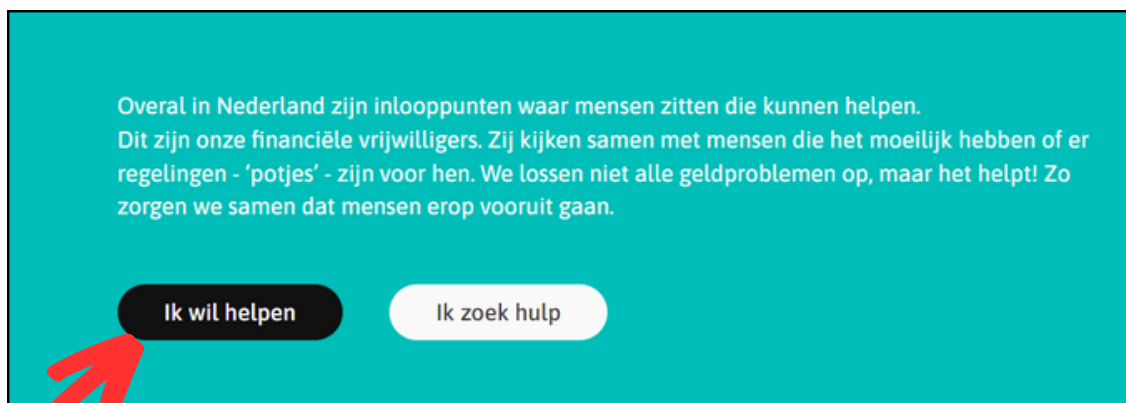 Overal in Nederland zijn inlooppunten waar mensen zitten die kunnen helpen.
Dit zijn onze financiële vrijwilligers. Zij kijken samen met mensen die het moeilijk hebben of er
regelingen - ‘potjes’ - zijn voor hen. We lossen niet alle geldproblemen op, maar het helpt! Zo
zorgen we samen dat mensen erop vooruit gaan.
Ik wil helpen
Ik zoek hulp